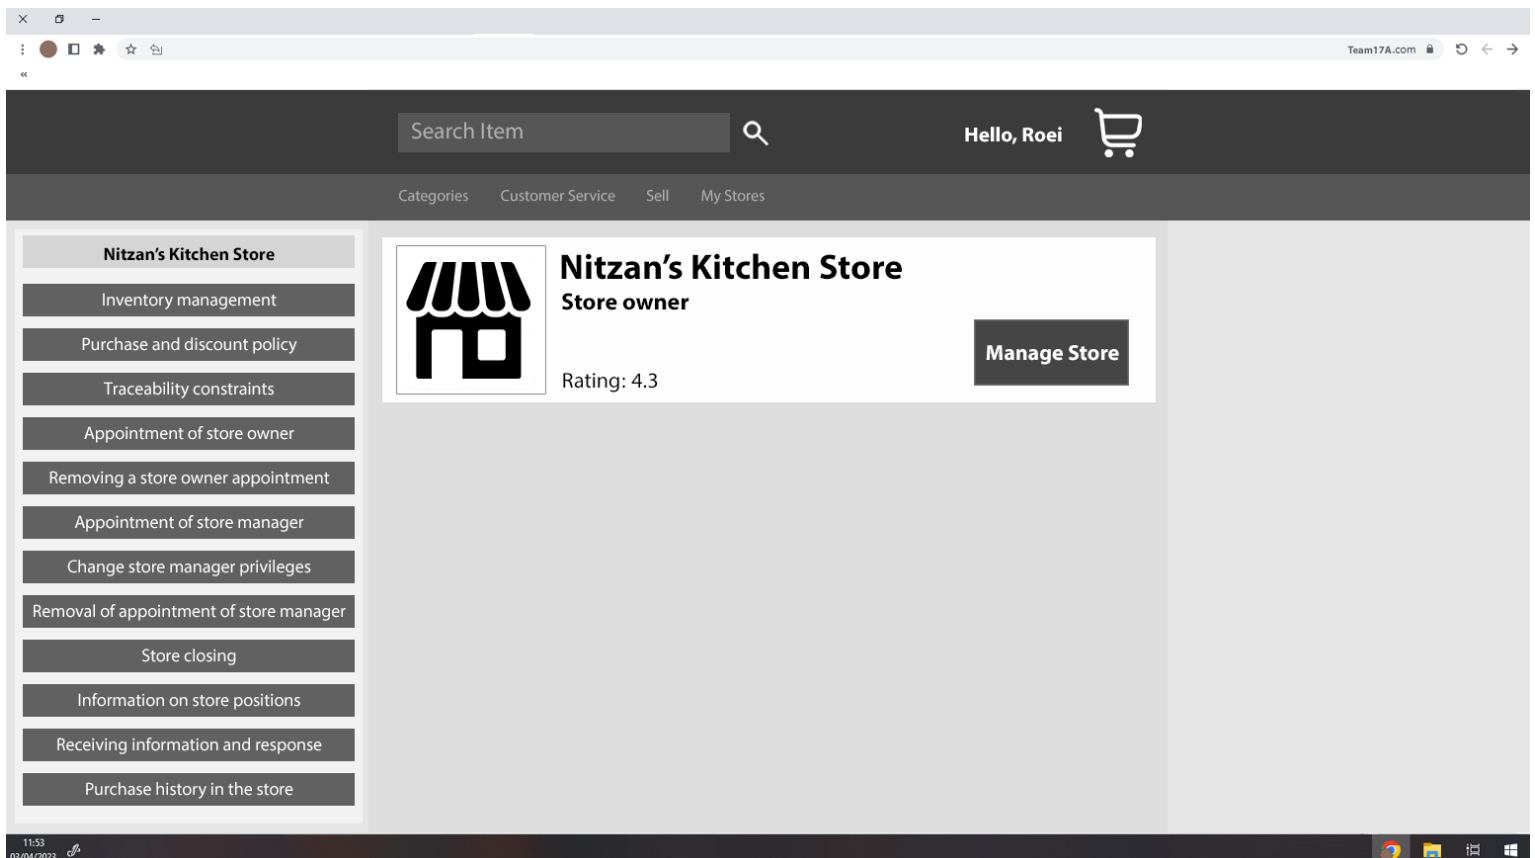 Team17A.com
Search Item
Hello, Roei
Categories Customer Service Sell My Stores
Nitzan’s Kitchen Store
Inventory management
Purchase and discount policy
Traceability constraints
Appointment of store owner
Removing a store owner appointment
Appointment of store manager
Change store manager privileges
Removal of appointment of store manager
Store closing
Information on store positions
Receiving information and response
Purchase history in the store
Nitzan’s Kitchen Store
Store owner
Rating: 4.3
Manage Store
11:53
03/04/2023